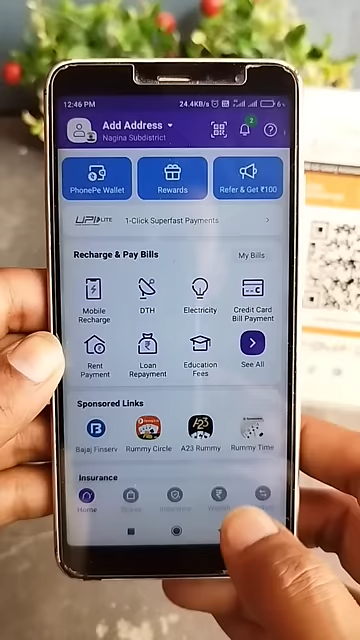 12:46 PM 24.4KB/s
Add Address
Nagina Subdistrict
2
PhonePe Wallet Rewards Refer & Get ₹100
UPI LITE 1-Click Superfast Payments
Recharge & Pay Bills My Bills
Mobile Recharge
DTH
Electricity
Credit Card Bill Payment
Rent Payment
Loan Repayment
Education Fees
See All
Sponsored Links
Bajaj Finserv Rummy Circle A23 Rummy Rummy Time
Insurance
Home Stores Insurance